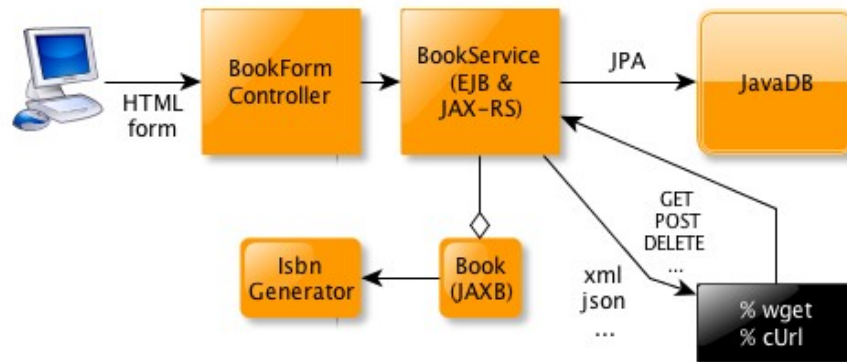 HTML
form
BookForm
Controller
BookService
(EJB &
JAX-RS)
JPA
JavaDB
GET
POST
DELETE
...
Isbn
Generator
Book
(JAXB)
xml
json
...
% wget
% cUrl